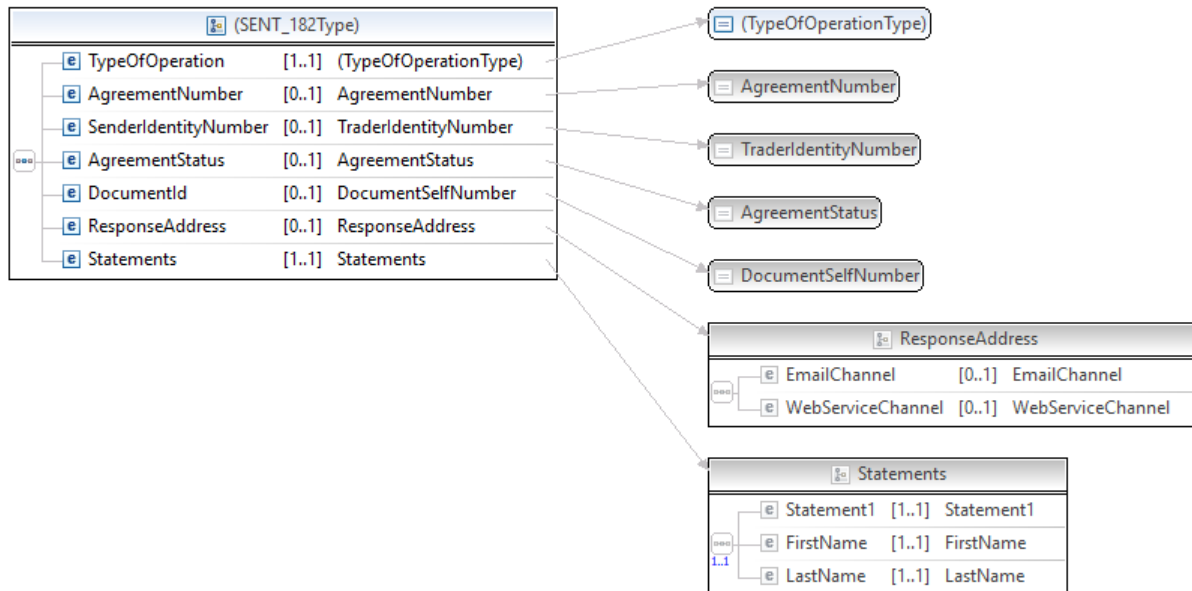 (SENT_182Type)
e TypeOfOperation [1..1] (TypeOfOperationType)
e AgreementNumber [0..1] AgreementNumber
e SenderIdentityNumber [0..1] TraderIdentityNumber
e AgreementStatus [0..1] AgreementStatus
e DocumentId [0..1] DocumentSelfNumber
e ResponseAddress [0..1] ResponseAddress
e Statements [1..1] Statements
(TypeOfOperationType)
AgreementNumber
TraderIdentityNumber
AgreementStatus
DocumentSelfNumber
ResponseAddress
e EmailChannel [0..1] EmailChannel
e WebServiceChannel [0..1] WebServiceChannel
Statements
e Statement1 [1..1] Statement1
e FirstName [1..1] FirstName
1..1
e LastName [1..1] LastName